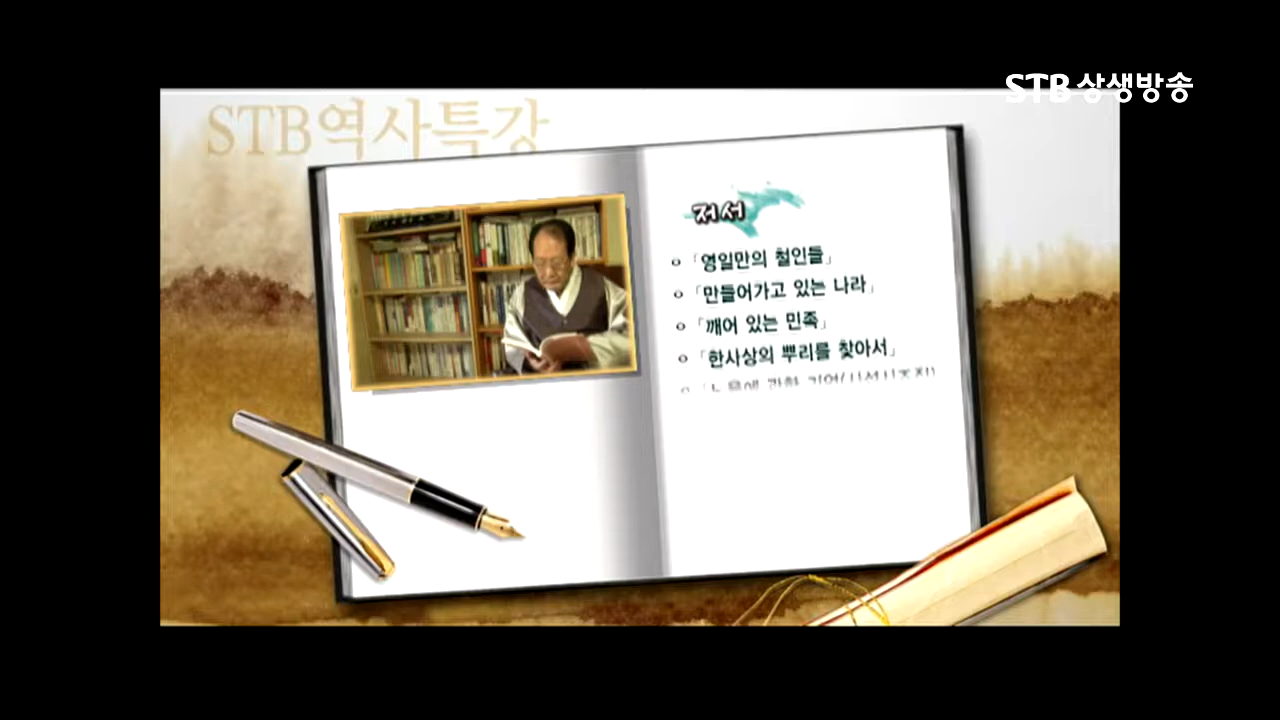 STB 상생방송
STB역사특강
저서
「영일만의 철인들」
「만들어가고 있는 나라」
「깨어 있는 민족」
「한사상의 뿌리를 찾아서」